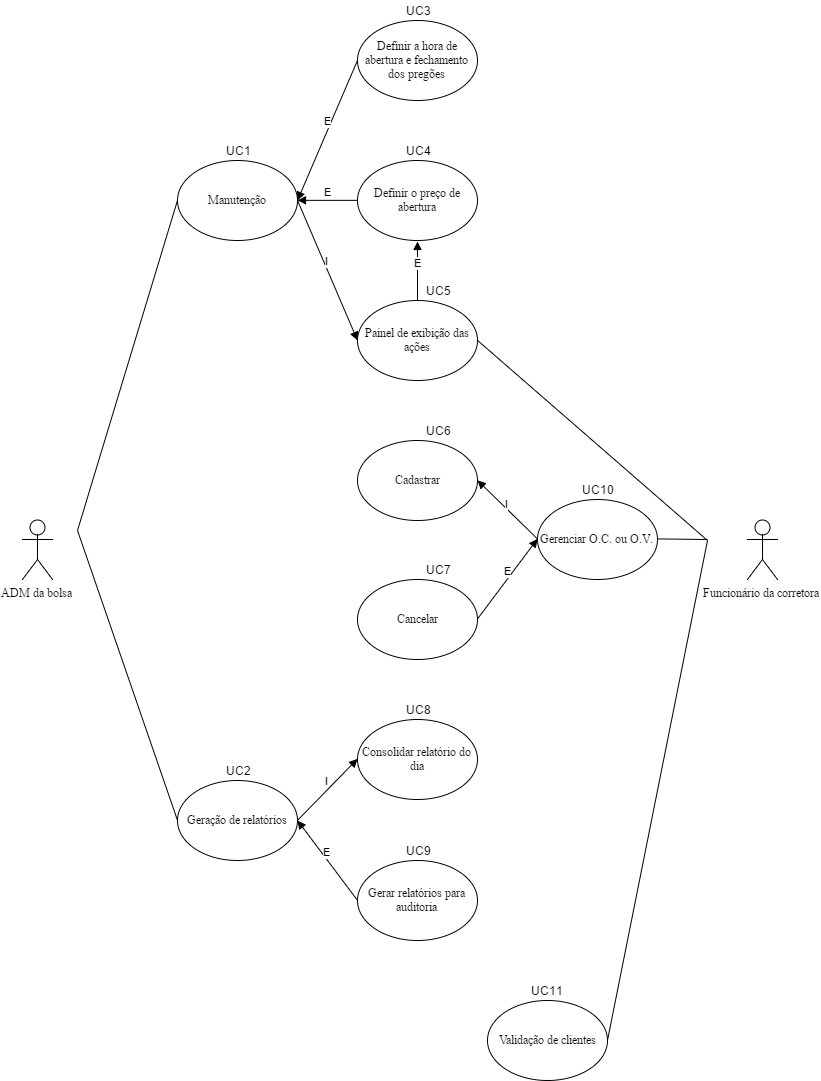 UC3
Definir a hora de
abertura e fechamento
dos pregões
E
UC1
Manutenção
UC4
Definir o preço de
abertura
E
I
E
UC5
Painel de exibição das
ações
UC6
Cadastrar
UC10
Gerenciar O.C. ou O.V.
I
E
UC7
Cancelar
ADM da bolsa
Funcionário da corretora
UC8
Consolidar relatório do
dia
UC2
Geração de relatórios
I
E
UC9
Gerar relatórios para
auditoria
UC11
Validação de clientes